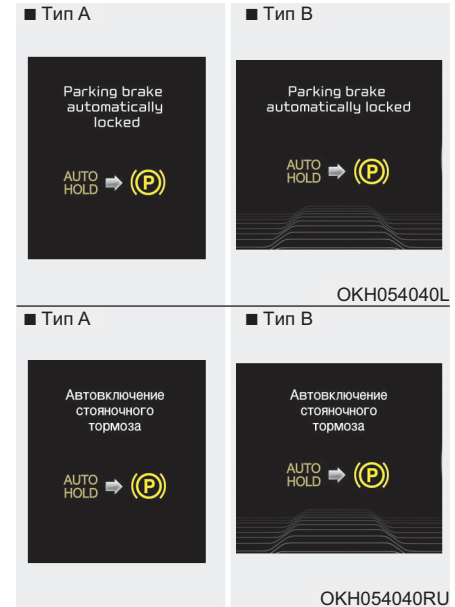 ■ Тип А
■ Тип В
Parking brake
automatically
locked
AUTO
HOLD ➡ (P)
Parking brake
automatically locked
AUTO
HOLD ➡ (P)
OKH054040L
■ Тип А
■ Тип В
Автовключение
стояночного
тормоза
AUTO
HOLD ➡ (P)
Автовключение
стояночного
тормоза
AUTO
HOLD ➡ (P)
OKH054040RU